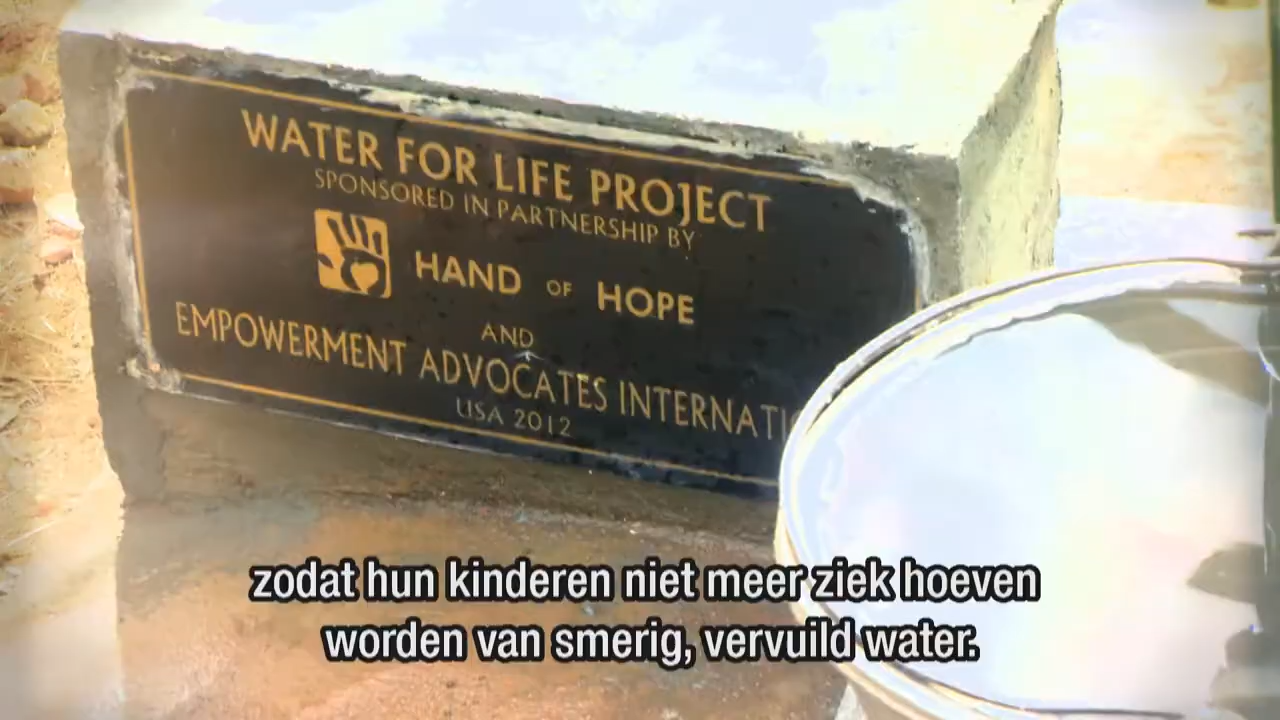 WATER FOR LIFE PROJECT
SPONSORED IN PARTNERSHIP BY
HAND OF HOPE
AND
EMPOWERMENT ADVOCATES INTERNATI
USA 2012
zodat hun kinderen niet meer ziek hoeven
worden van smerig, vervuild water.